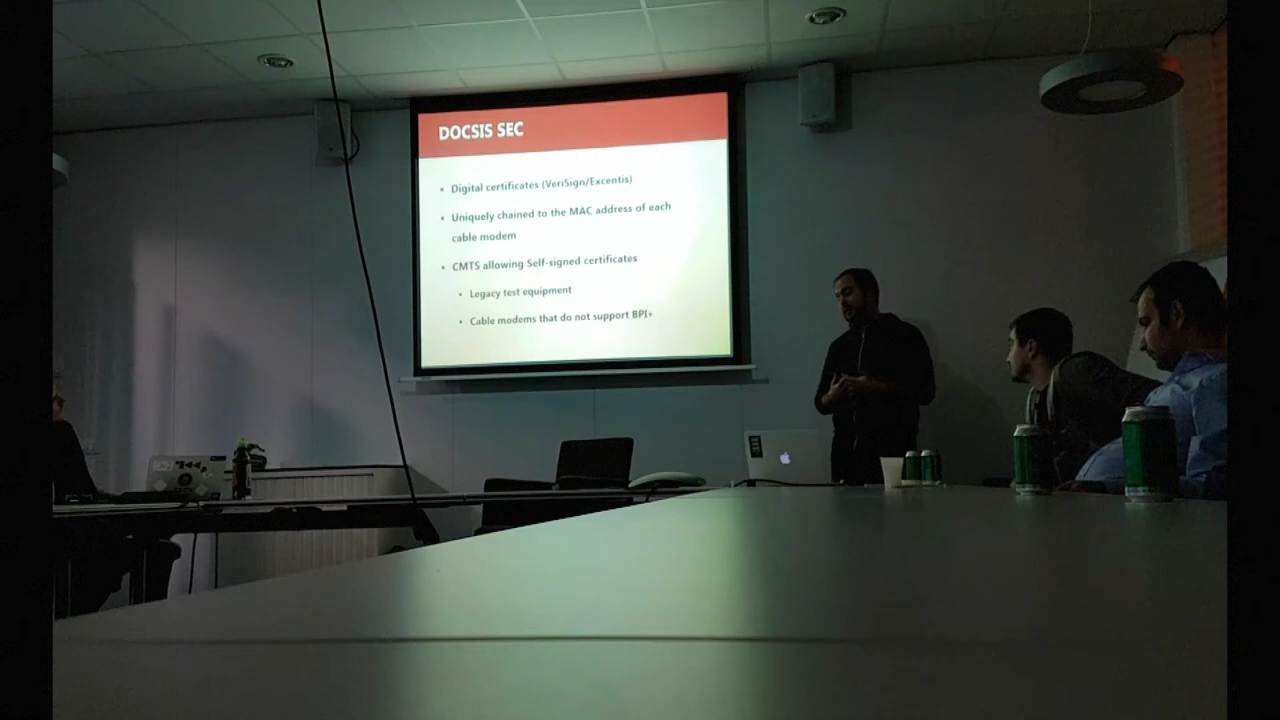 DOCSIS SEC
• Digital certificates (VeriSign/Excentis)
• Uniquely chained to the MAC address of each
cable modem
• CMTS allowing Self-signed certificates
• Legacy test equipment
• Cable modems that do not support BPI+